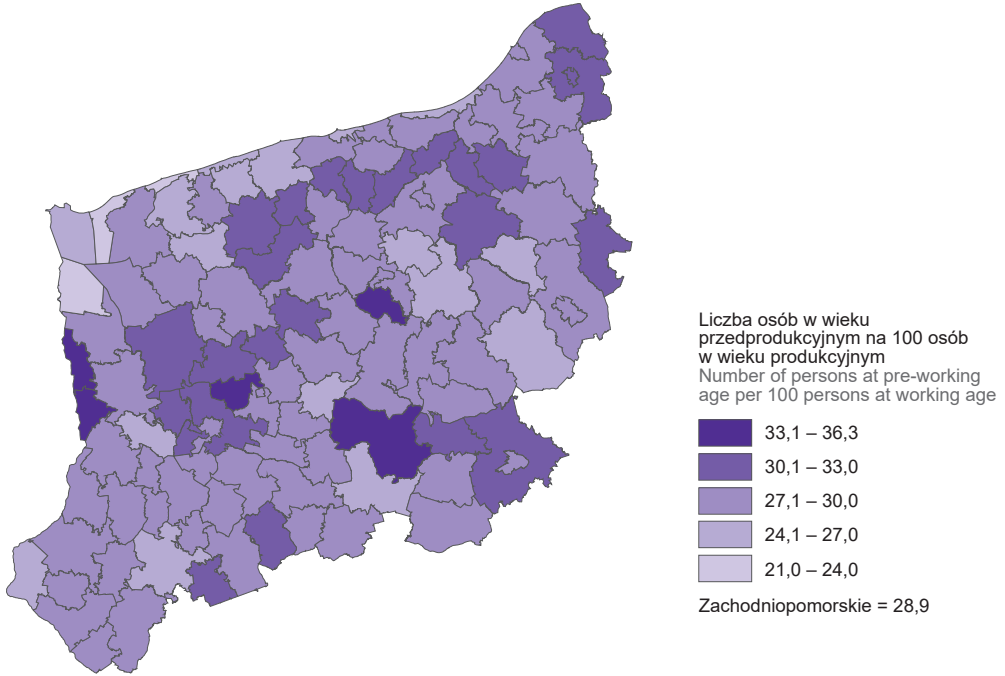 Liczba osób w wieku
przedprodukcyjnym na 100 osób
w wieku produkcyjnym
Number of persons at pre-working
age per 100 persons at working age
33,1 – 36,3
30,1 – 33,0
27,1 – 30,0
24,1 – 27,0
21,0 – 24,0
Zachodniopomorskie = 28,9